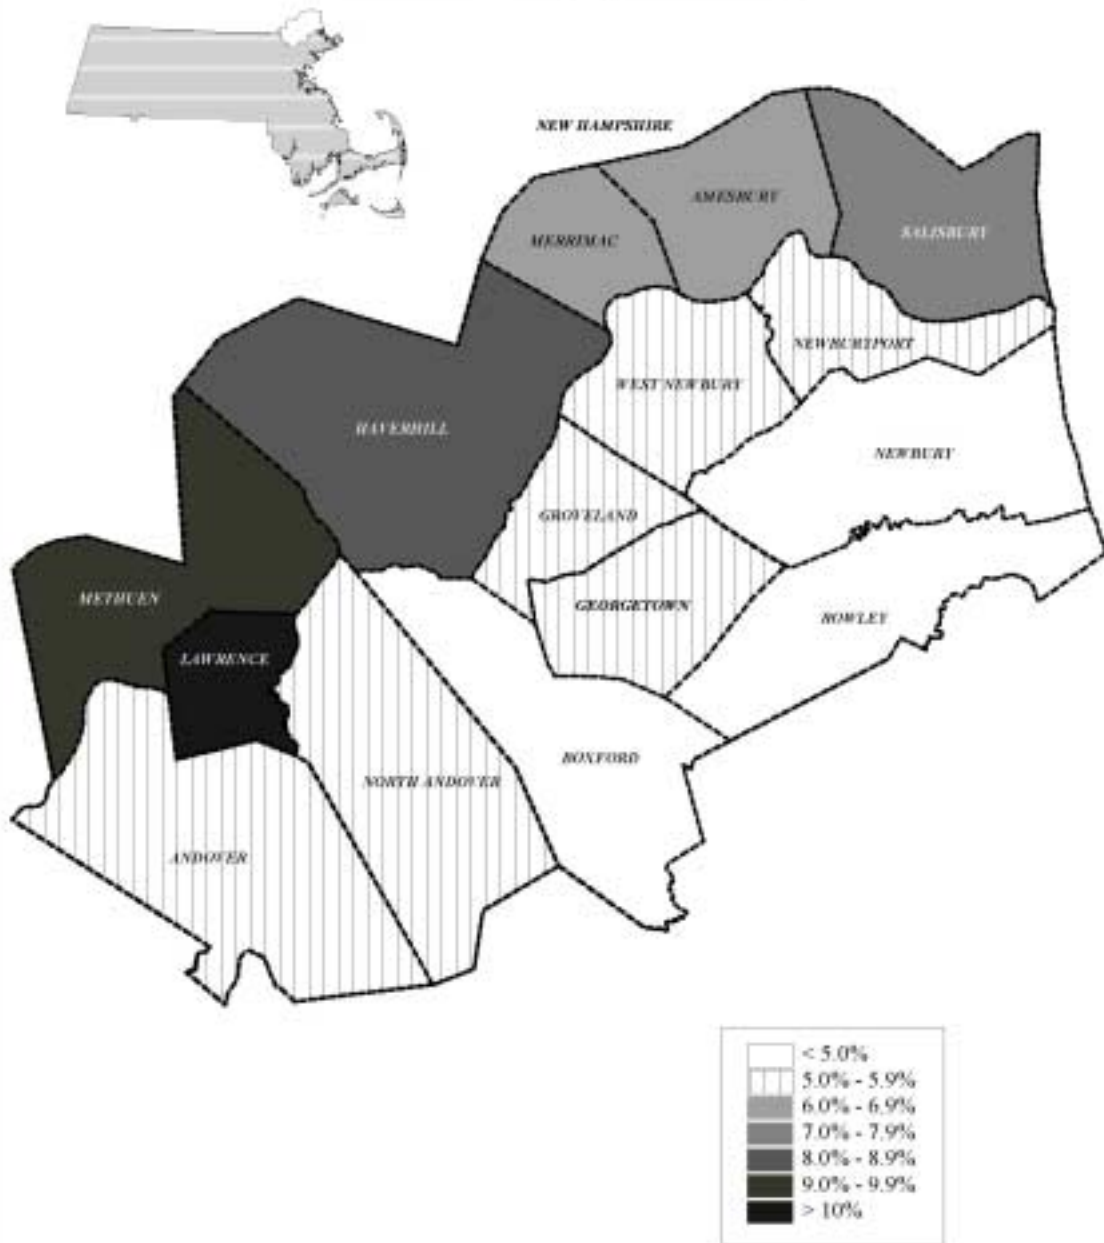 NEW HAMPSHIRE
AMESBURY
MERRIMAC
SALISBURY
NEWBURYPORT
WEST NEWBURY
HAVERHILL
NEWBURY
GROVELAND
METHUEN
GEORGETOWN
ROWLEY
LAWRENCE
BOXFORD
NORTH ANDOVER
ANDOVER
< 5.0%
5.0% - 5.9%
6.0% - 6.9%
7.0% - 7.9%
8.0% - 8.9%
9.0% - 9.9%
> 10%